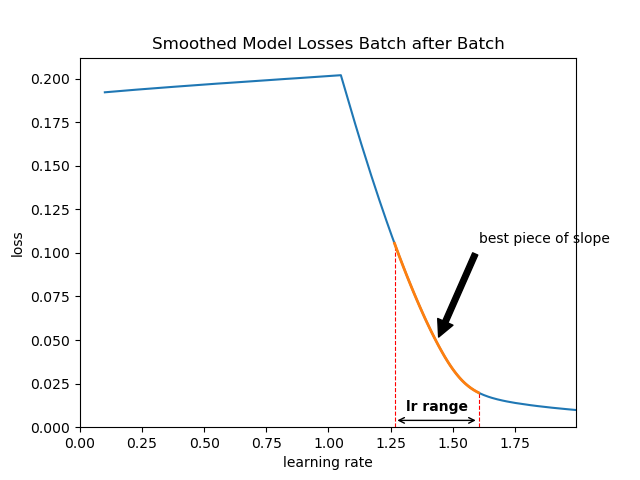 Smoothed Model Losses Batch after Batch
0.200
0.175
0.150
0.125
0.100
0.075
0.050
0.025
0.000
loss
best piece of slope
lr range
0.00 0.25 0.50 0.75 1.00 1.25 1.50 1.75
learning rate